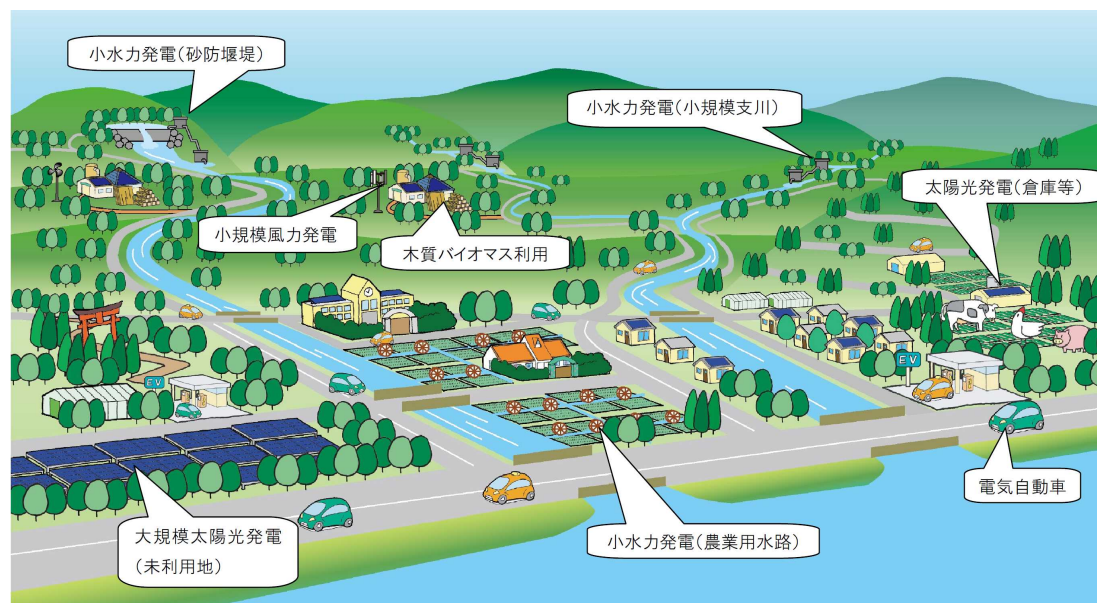 小水力発電(砂防堰堤)
小水力発電(小規模支川)
太陽光発電(倉庫等)
小規模風力発電
木質バイオマス利用
EV
EV
電気自動車
大規模太陽光発電
(未利用地)
小水力発電(農業用水路)